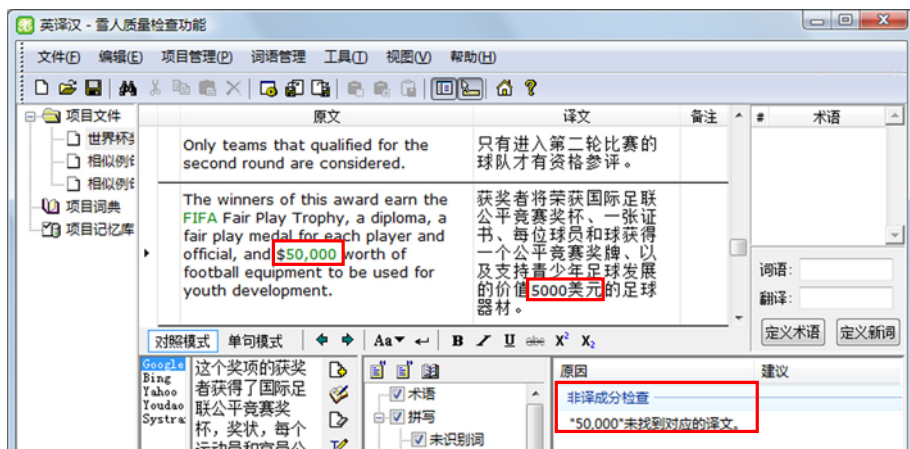 英译汉 - 雪人质量检查功能
文件(F) 编辑(E) 项目管理(P) 词语管理 工具(T) 视图(V) 帮助(H)
项目文件
世界杯
相似例
相似例
项目词典
项目记忆库
原文 译文 备注
Only teams that qualified for the
second round are considered.
只有进入第二轮比赛的
球队才有资格参评。
The winners of this award earn the
FIFA Fair Play Trophy, a diploma, a
fair play medal for each player and
official, and $50,000 worth of
football equipment to be used for
youth development.
获奖者将荣获国际足联
公平竞赛奖杯、一张证
书、每位球员和球获得
一个公平竞赛奖牌、以
及支持青少年足球发展
的价值5000美元的足球
器材。
# 术语
词语:
翻译:
定义术语 定义新词
对照模式 单句模式 Aa B I U abc X² X₂
Google
Bing
Yahoo
Youdao
Systra
这个奖项的获奖
者获得了国际足
联公平竞赛奖
杯，奖状，每个
运动员和官员公
术语
拼写
未识别词
原因 建议
非译成分检查
"50,000"未找到对应的译文。